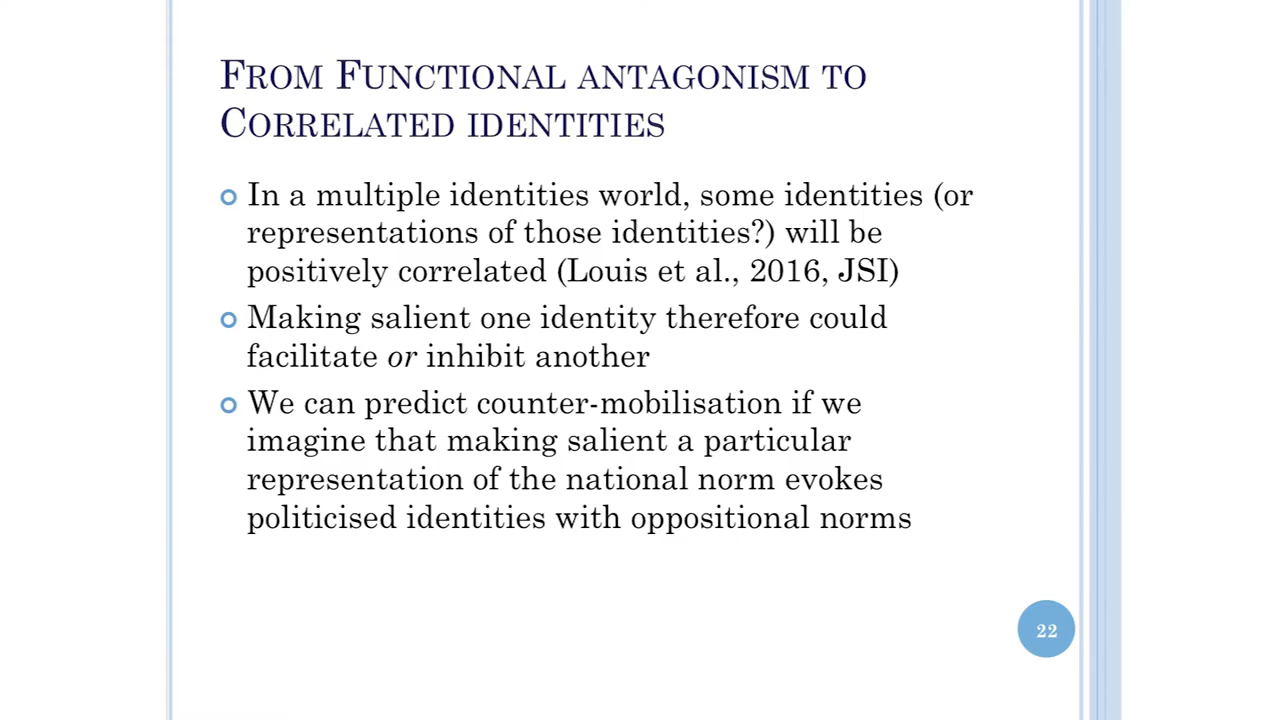 From Functional antagonism to
Correlated identities
In a multiple identities world, some identities (or
representations of those identities?) will be
positively correlated (Louis et al., 2016, JSI)
Making salient one identity therefore could
facilitate or inhibit another
We can predict counter-mobilisation if we
imagine that making salient a particular
representation of the national norm evokes
politicised identities with oppositional norms
22